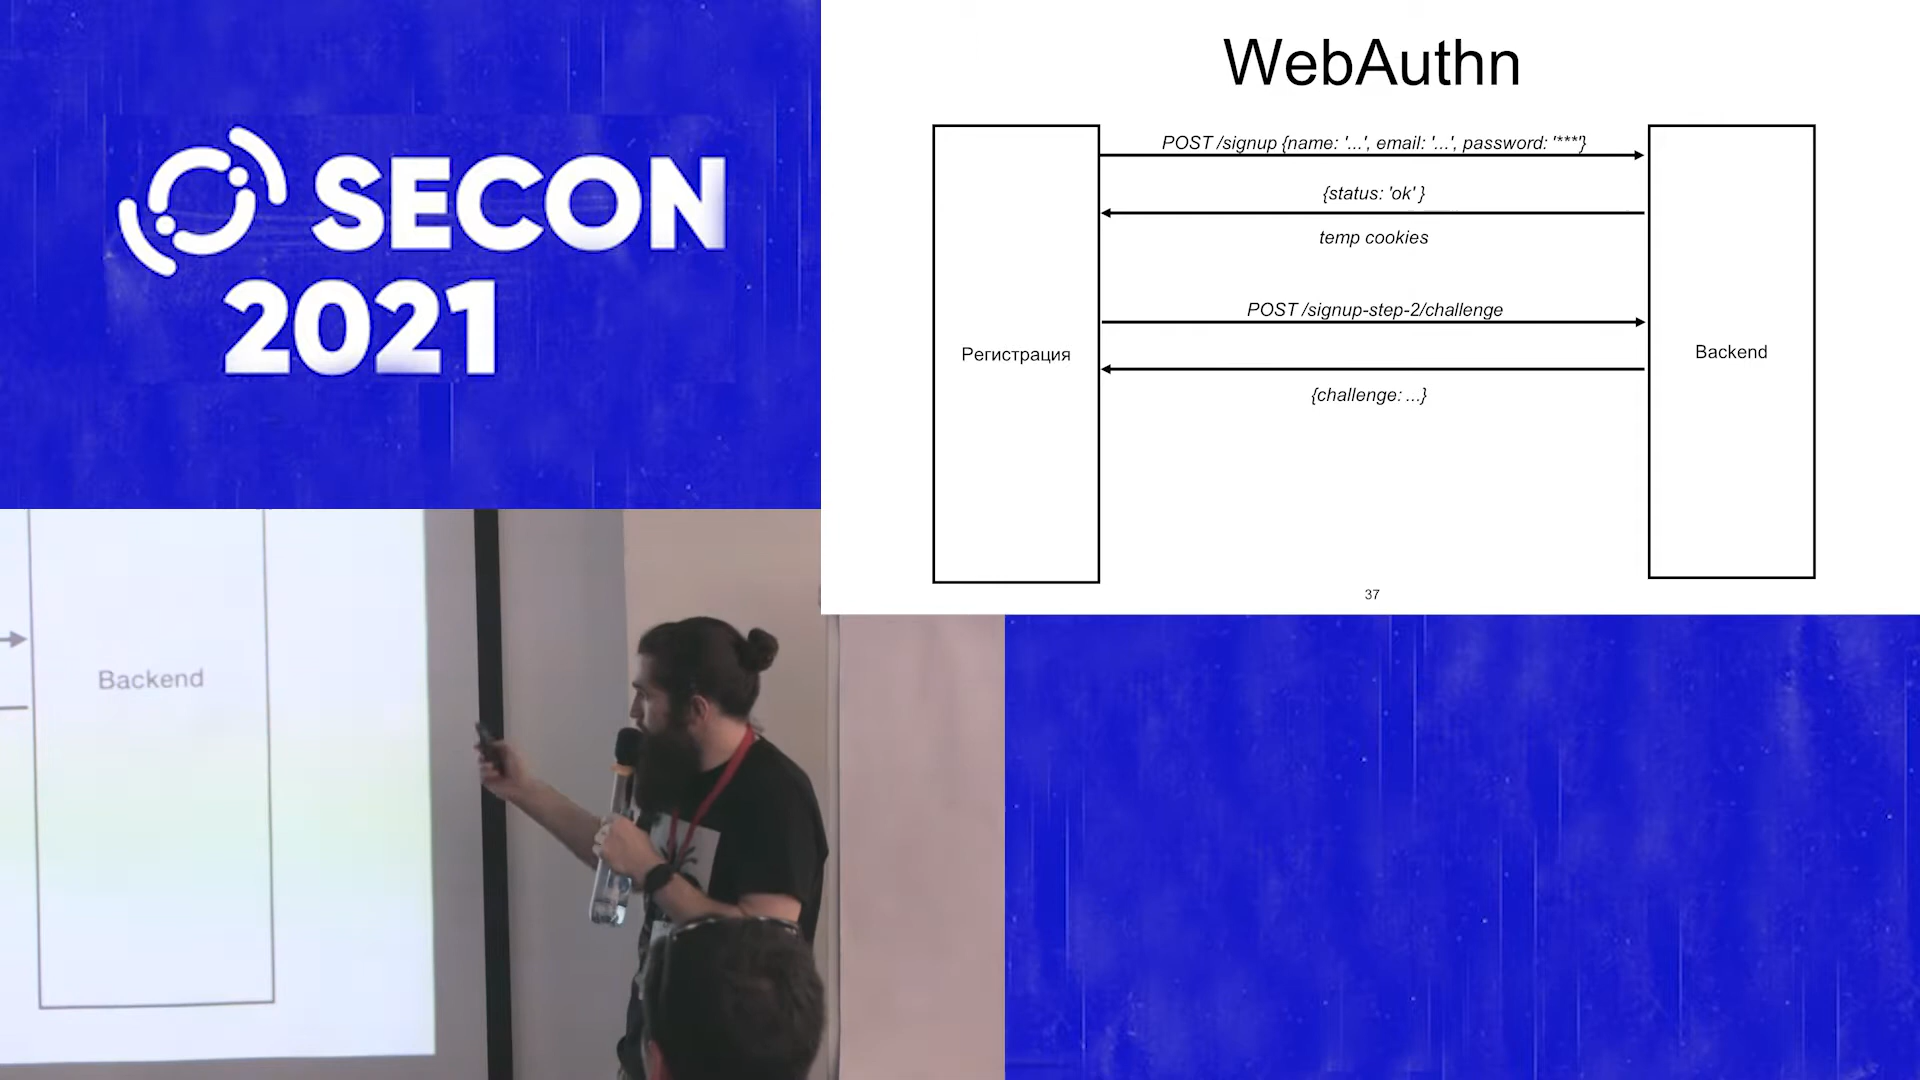 SECON
2021
WebAuthn
POST /signup {name: '...', email: '...', password: '***'}
{status: 'ok' }
temp cookies
POST /signup-step-2/challenge
{challenge: ...}
Регистрация
Backend
37
Backend